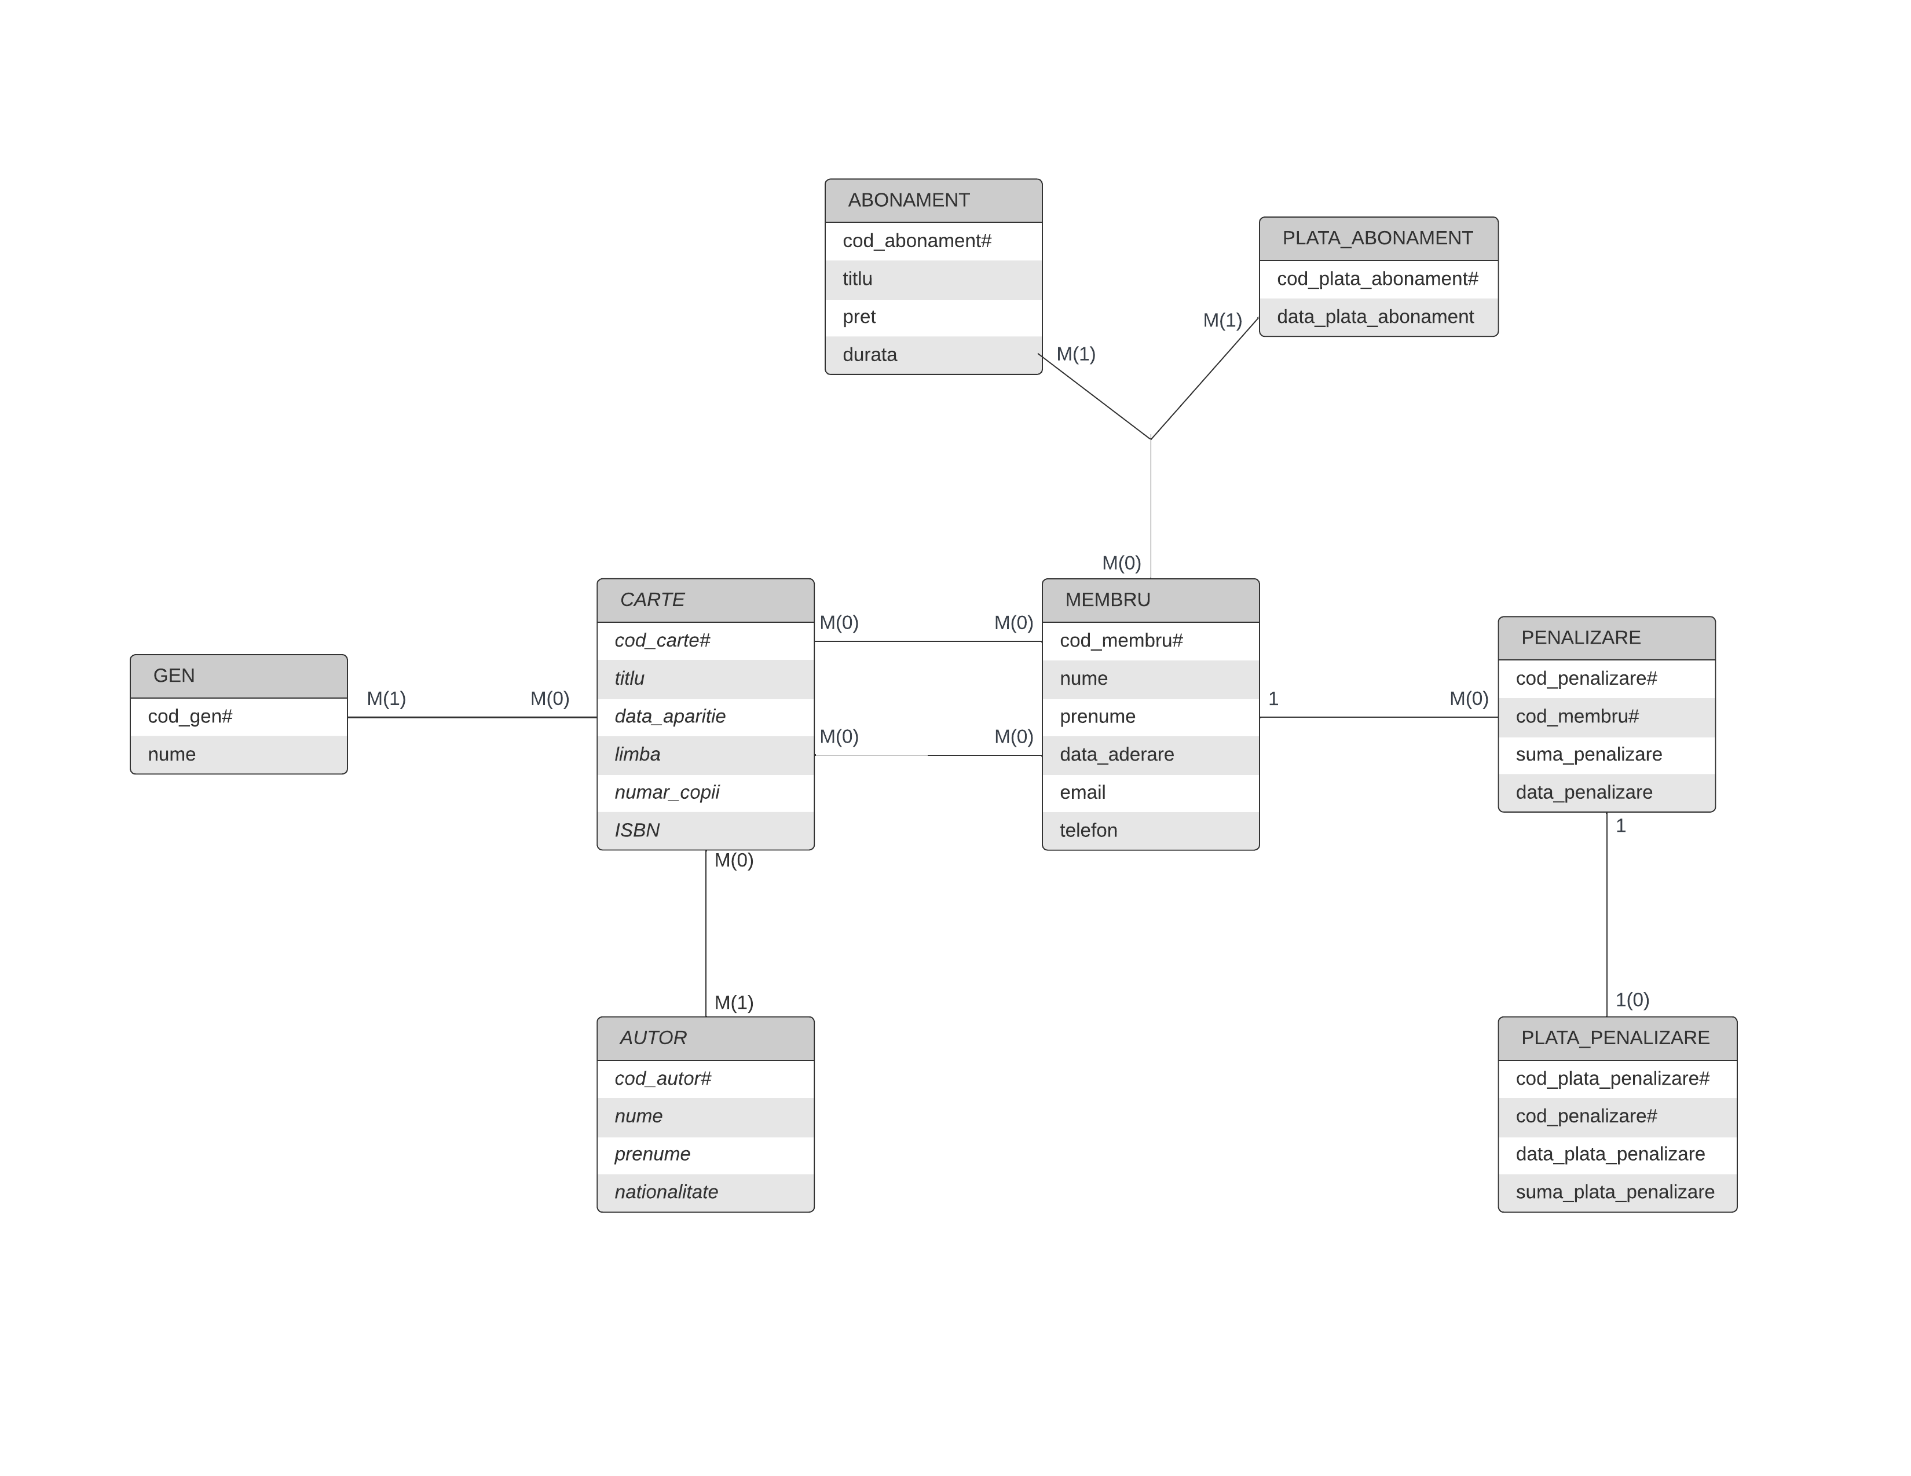 ABONAMENT
cod_abonament#
titlu
pret
durata
PLATA_ABONAMENT
cod_plata_abonament#
data_plata_abonament
M(1)
M(1)
M(0)
GEN
cod_gen#
nume
M(1)
M(0)
CARTE
cod_carte#
titlu
data_aparitie
limba
numar_copii
ISBN
M(0)
M(0)
M(0)
M(0)
MEMBRU
cod_membru#
nume
prenume
data_aderare
email
telefon
1
M(0)
PENALIZARE
cod_penalizare#
cod_membru#
suma_penalizare
data_penalizare
M(0)
M(1)
AUTOR
cod_autor#
nume
prenume
nationalitate
1
1(0)
PLATA_PENALIZARE
cod_plata_penalizare#
cod_penalizare#
data_plata_penalizare
suma_plata_penalizare